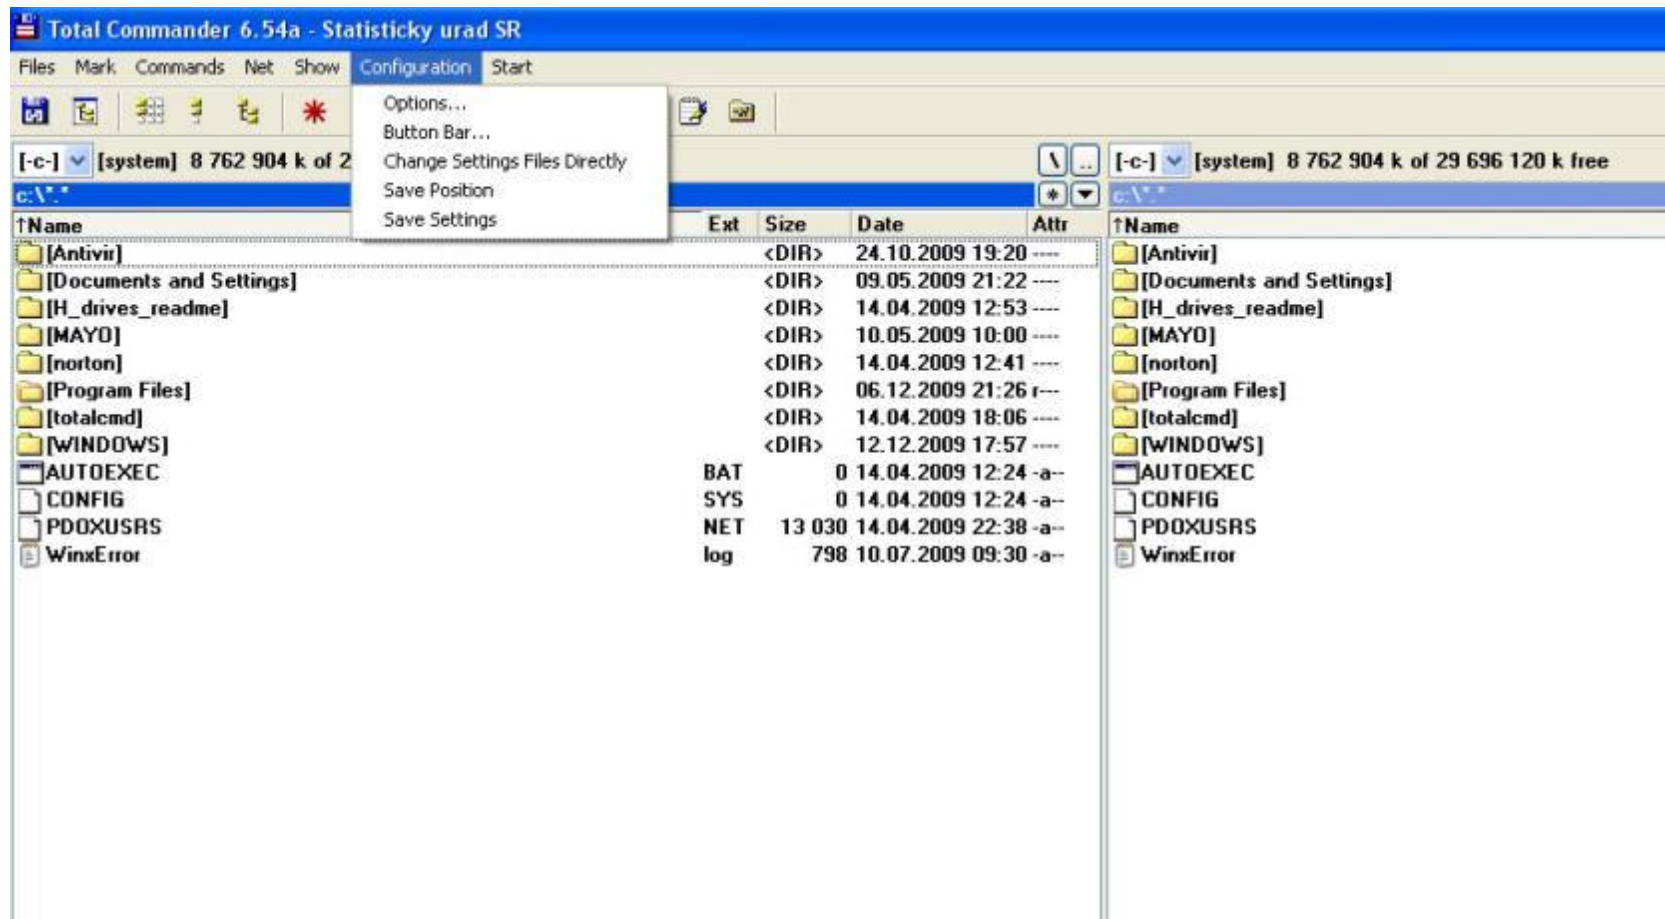 Total Commander 6.54a - Statisticky urad SR
Files Mark Commands Net Show Configuration Start
Options...
Button Bar...
Change Settings Files Directly
Save Position
Save Settings
[-c-] [system] 8 762 904 k of 2 \ .. [-c-] [system] 8 762 904 k of 29 696 120 k free
c:\*.* * c:\*.*
↑Name Ext Size Date Attr ↑Name
[Antivir] <DIR> 24.10.2009 19:20 ---- [Antivir]
[Documents and Settings] <DIR> 09.05.2009 21:22 ---- [Documents and Settings]
[H_drives_readme] <DIR> 14.04.2009 12:53 ---- [H_drives_readme]
[MAYO] <DIR> 10.05.2009 10:00 ---- [MAYO]
[norton] <DIR> 14.04.2009 12:41 ---- [norton]
[Program Files] <DIR> 06.12.2009 21:26 r--- [Program Files]
[totalcmd] <DIR> 14.04.2009 18:06 ---- [totalcmd]
[WINDOWS] <DIR> 12.12.2009 17:57 ---- [WINDOWS]
AUTOEXEC BAT 0 14.04.2009 12:24 -a-- AUTOEXEC
CONFIG SYS 0 14.04.2009 12:24 -a-- CONFIG
PDOXUSRS NET 13 030 14.04.2009 22:38 -a-- PDOXUSRS
WinxError log 798 10.07.2009 09:30 -a-- WinxError